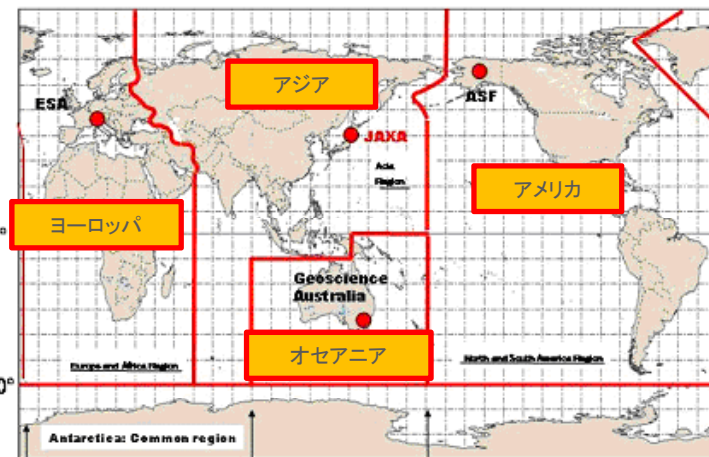 アジア
ESA
ASF
JAXA
Asia
Region
アメリカ
ヨーロッパ
Geoscience
Australia
オセアニア
Europe and Africa Region
North and South America Region
0°
Antarctica: Common region